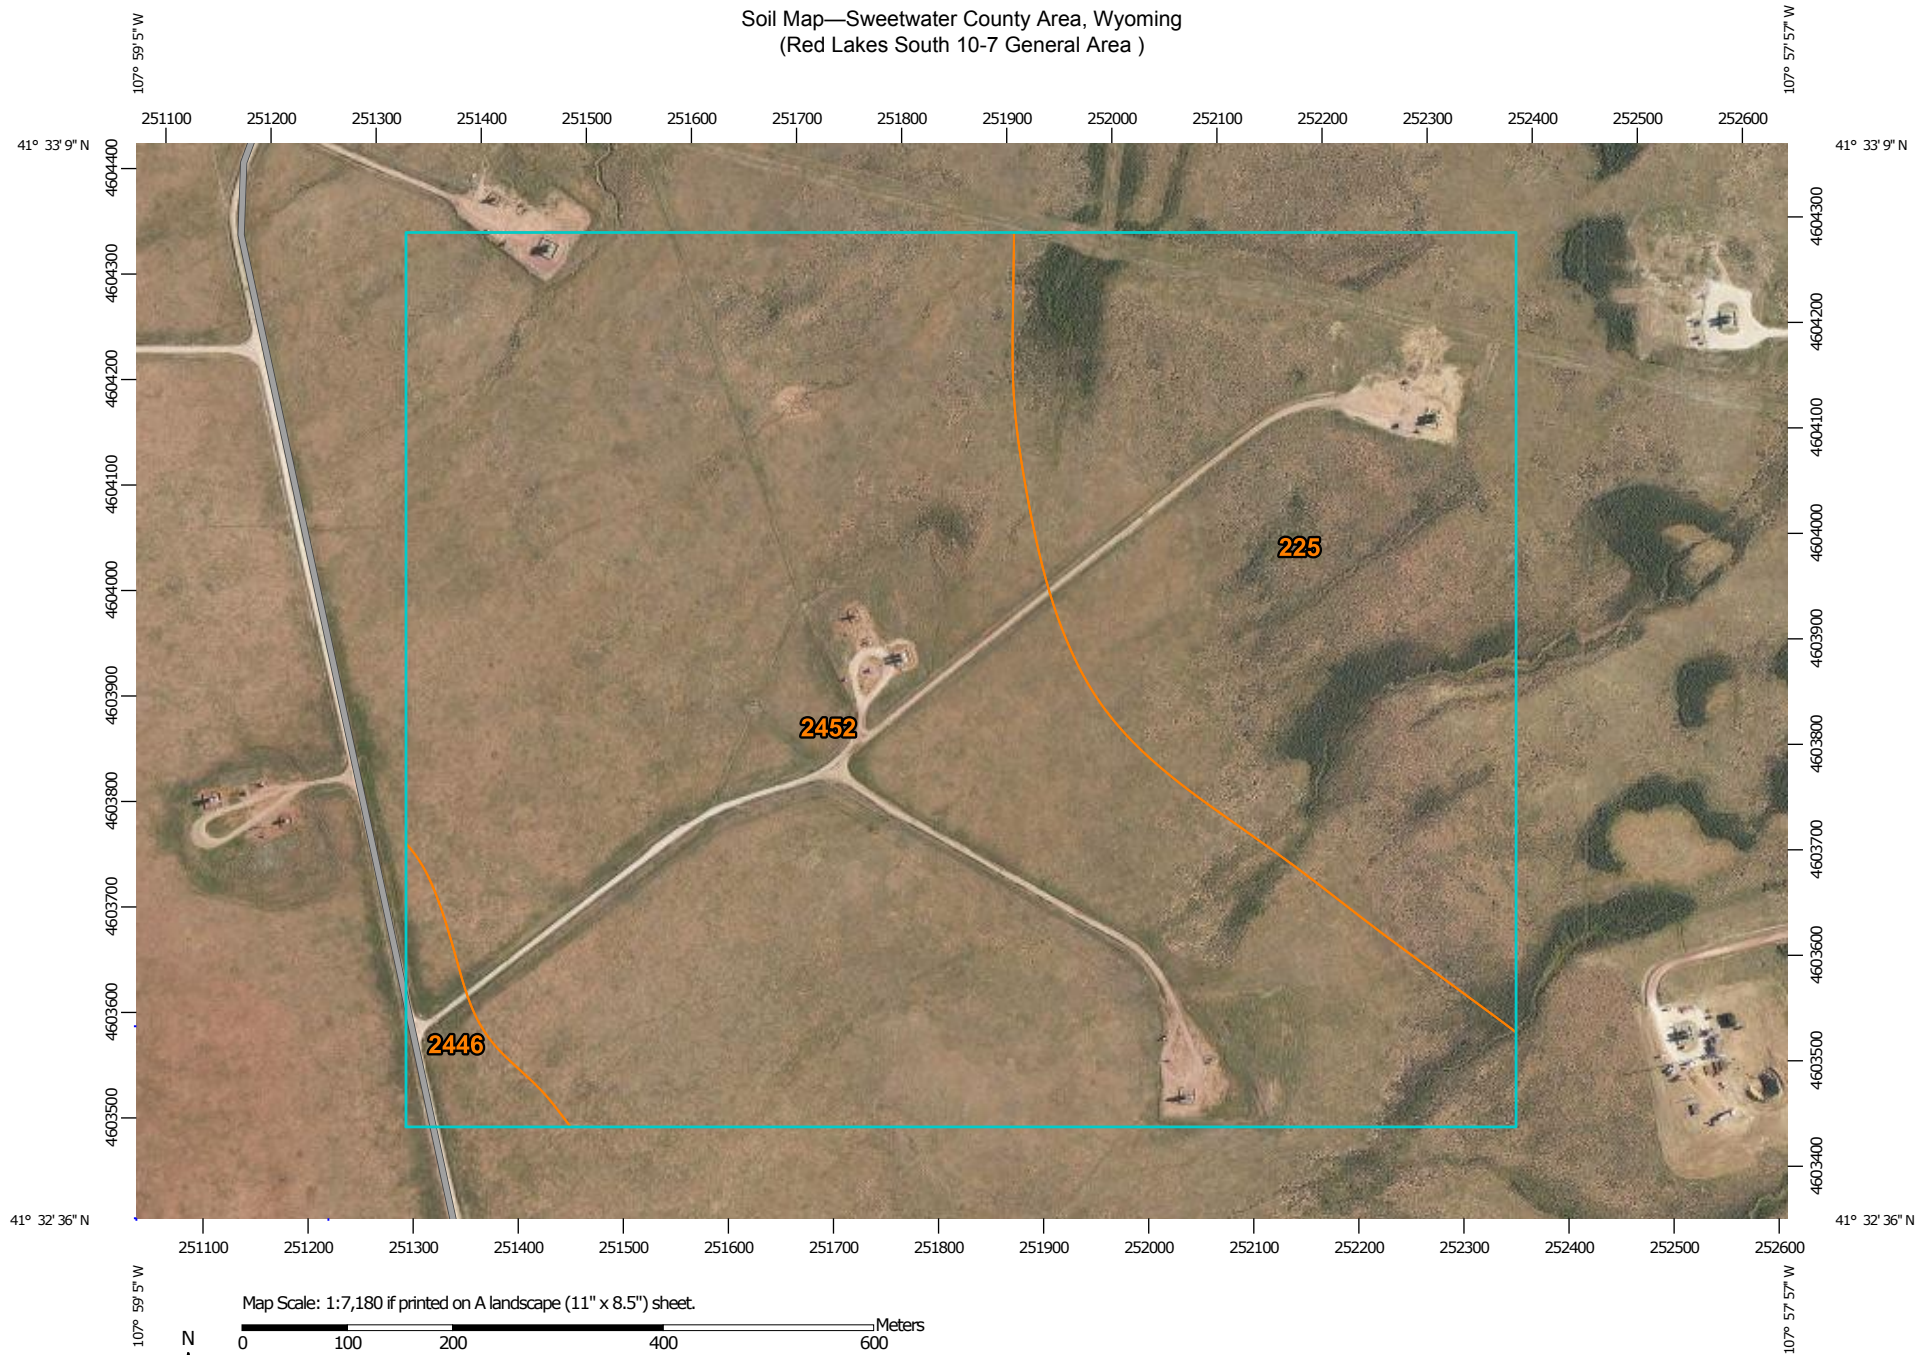 Soil Map—Sweetwater County Area, Wyoming
(Red Lakes South 10-7 General Area )
107° 59' 5" W
107° 57' 57" W
251100 251200 251300 251400 251500 251600 251700 251800 251900 252000 252100 252200 252300 252400 252500 252600
41° 33' 9" N
41° 33' 9" N
4604400
4604300
4604300
4604200
4604200
4604100
4604100
4604000
225
4604000
4603900
4603900
2452
4603800
4603800
4603700
4603700
4603600
4603600
2446
4603500
4603500
4603400
41° 32' 36" N
41° 32' 36" N
251100 251200 251300 251400 251500 251600 251700 251800 251900 252000 252100 252200 252300 252400 252500 252600
107° 59' 5" W
107° 57' 57" W
Map Scale: 1:7,180 if printed on A landscape (11" x 8.5") sheet.
Meters
N
0 100 200 400 600